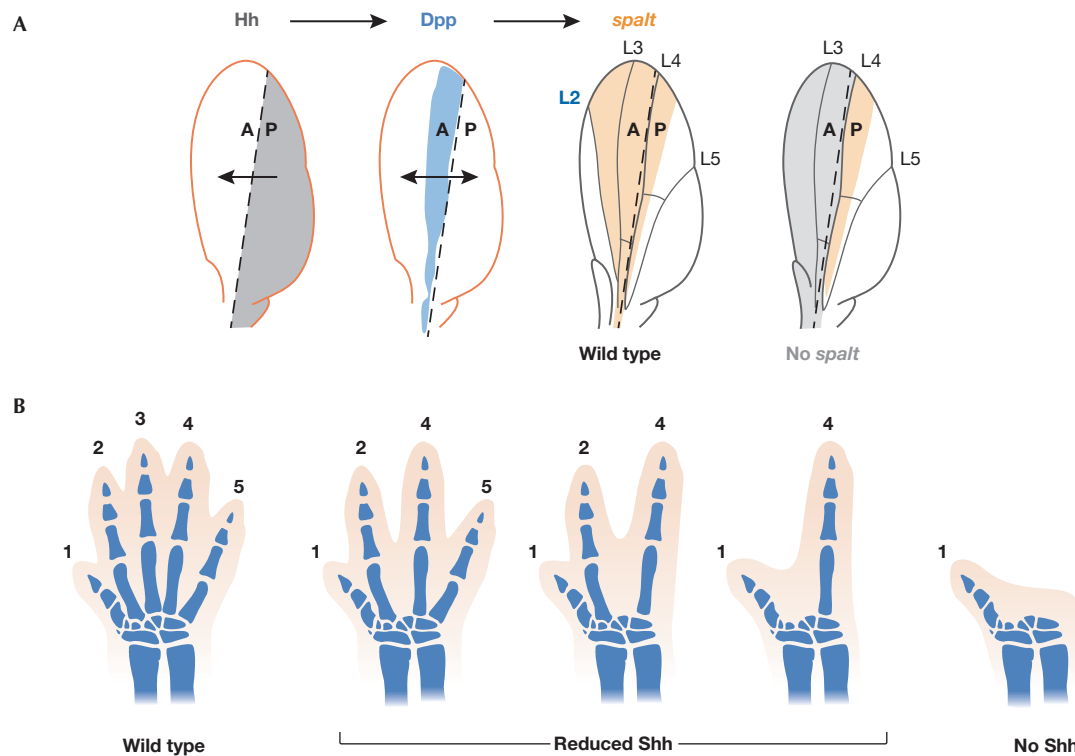 A
Hh Dpp spalt
L3 L3
L4 L4
L2
A P A P A P A P
L5 L5
Wild type No spalt
B
3 4 4 4
2 2 2
5 5
1 1 1 1 1
Wild type Reduced Shh No Shh